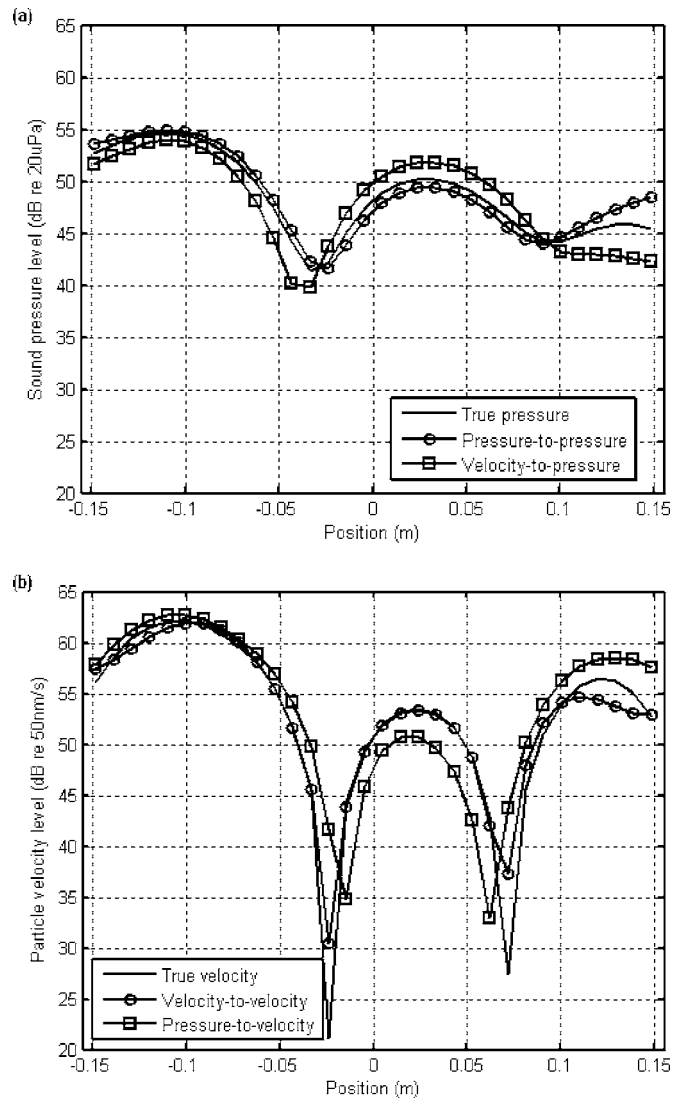 (a)
65
60
55
50
45
40
35
30
25
20
Sound pressure level (dB re 20uPa)
True pressure
Pressure-to-pressure
Velocity-to-pressure
-0.15 -0.1 -0.05 0 0.05 0.1 0.15
Position (m)
(b)
65
60
55
50
45
40
35
30
25
20
Particle velocity level (dB re 50nm/s)
True velocity
Velocity-to-velocity
Pressure-to-velocity
-0.15 -0.1 -0.05 0 0.05 0.1 0.15
Position (m)